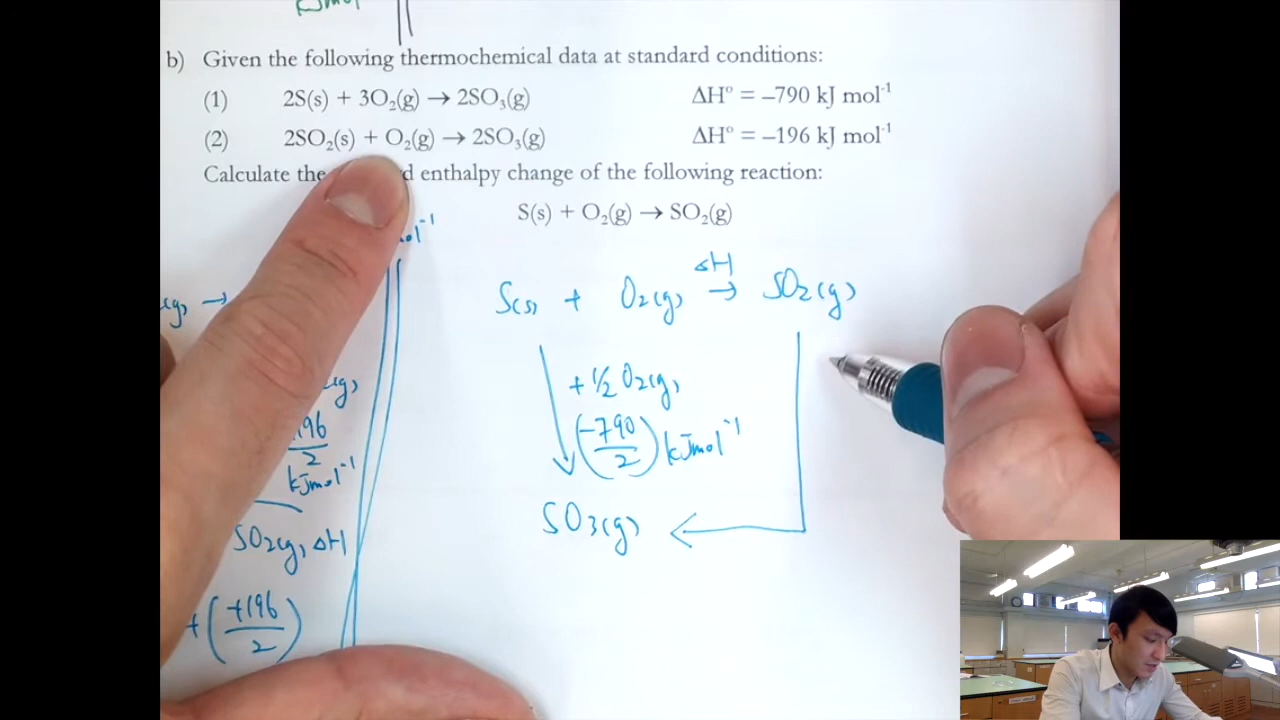 kJmol
b) Given the following thermochemical data at standard conditions:
(1) 2S(s) + 3O₂(g) → 2SO₃(g) ΔH° = –790 kJ mol⁻¹
(2) 2SO₂(s) + O₂(g) → 2SO₃(g) ΔH° = –196 kJ mol⁻¹
Calculate the enthalpy change of the following reaction:
S(s) + O₂(g) → SO₂(g)
S(s) + O₂(g) ΔH → SO₂(g)
+ ½ O₂(g)
(-790/2) kJmol⁻¹
SO₃(g)
196/2
kJmol⁻¹
SO₂(g) ΔH
+ (+196/2)